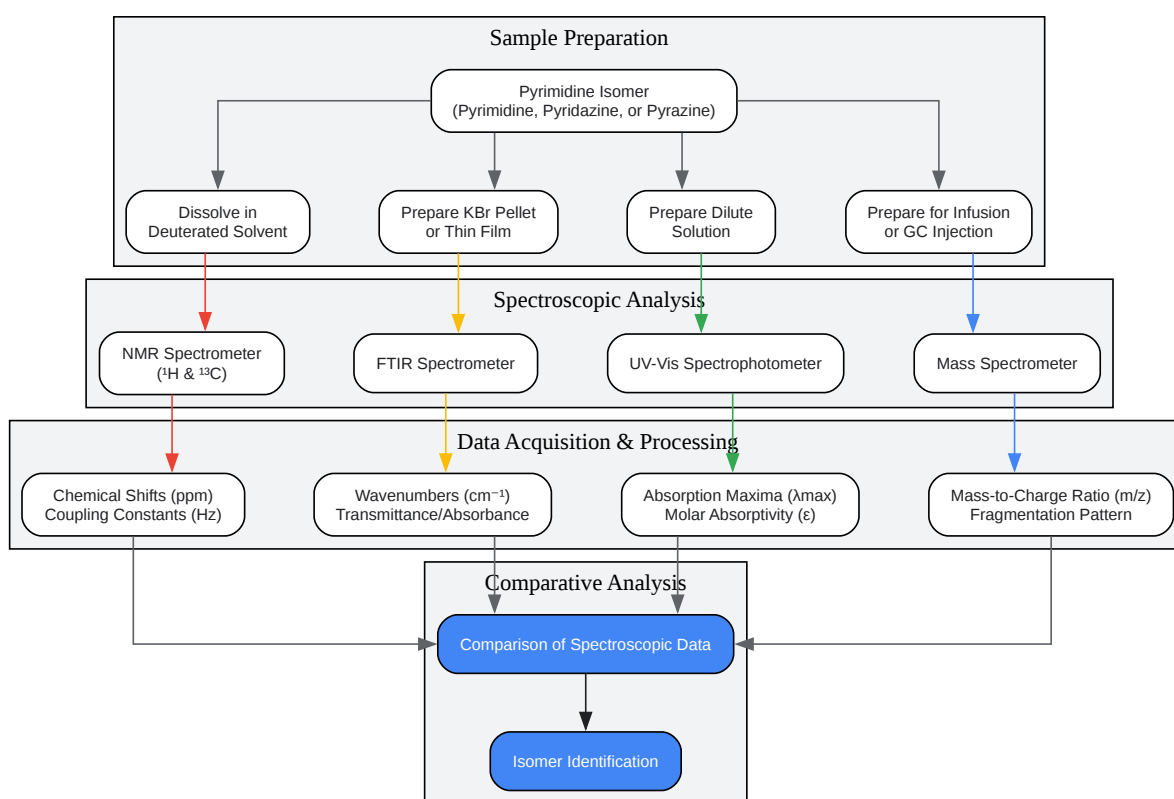 Sample Preparation
Pyrimidine Isomer
(Pyrimidine, Pyridazine, or Pyrazine)
Dissolve in
Deuterated Solvent
Prepare KBr Pellet
or Thin Film
Prepare Dilute
Solution
Prepare for Infusion
or GC Injection
Spectroscopic Analysis
NMR Spectrometer
(¹H & ¹³C)
FTIR Spectrometer
UV-Vis Spectrophotometer
Mass Spectrometer
Data Acquisition & Processing
Chemical Shifts (ppm)
Coupling Constants (Hz)
Wavenumbers (cm⁻¹)
Transmittance/Absorbance
Absorption Maxima (λmax)
Molar Absorptivity (ε)
Mass-to-Charge Ratio (m/z)
Fragmentation Pattern
Comparative Analysis
Comparison of Spectroscopic Data
Isomer Identification